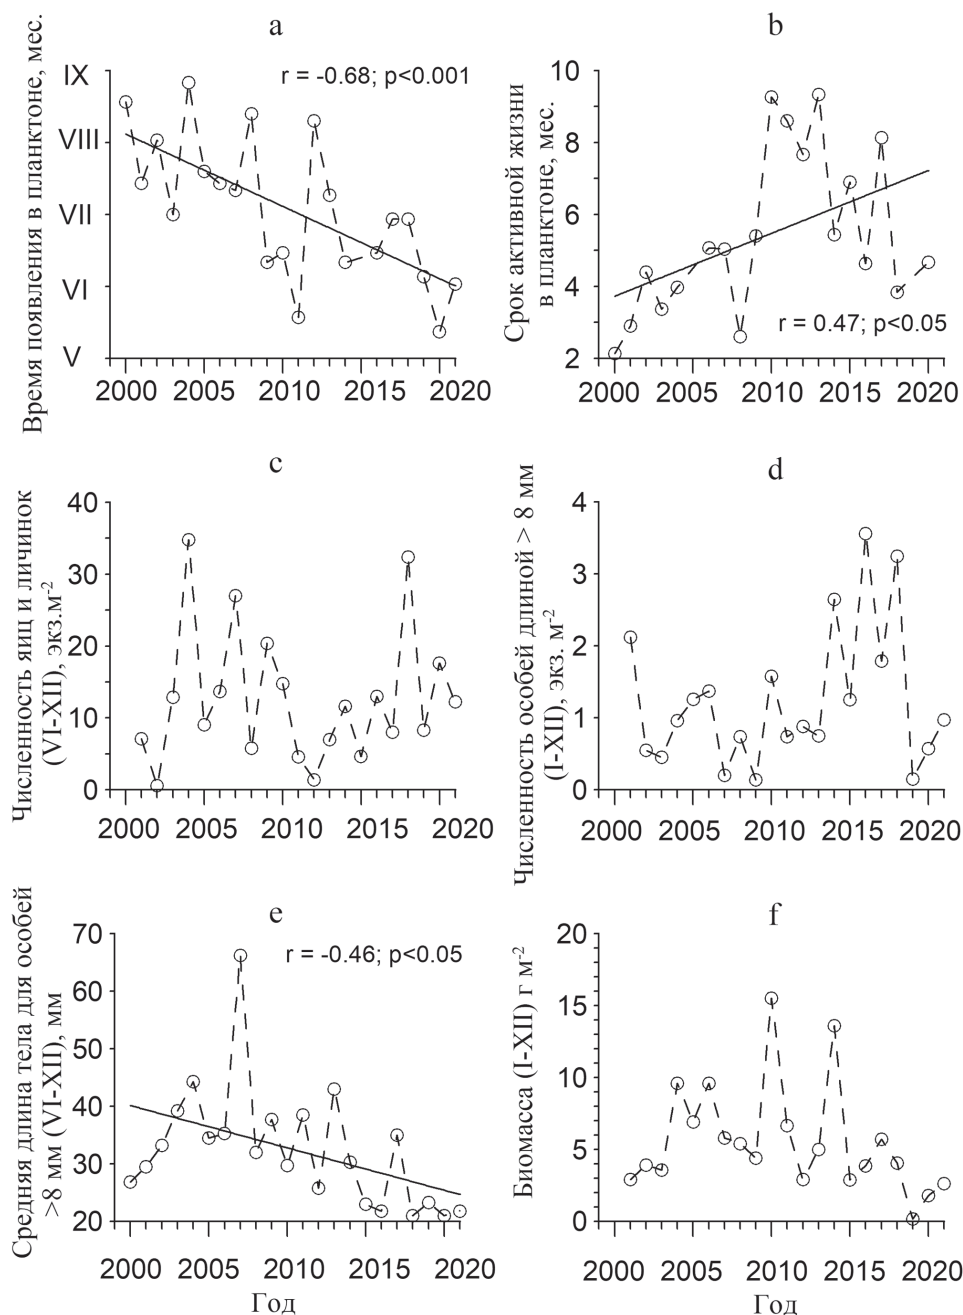 a
Время появления в планктоне, мес.
IX
VIII
VII
VI
V
r = -0.68; p<0.001
2000 2005 2010 2015 2020
b
Срок активной жизни
в планктоне, мес.
10
8
6
4
2
r = 0.47; p<0.05
2000 2005 2010 2015 2020
c
Численность яиц и личинок
(VI-XII), экз.м-2
40
30
20
10
0
2000 2005 2010 2015 2020
d
Численность особей длиной > 8 мм
(I-XII), экз. м-2
4
3
2
1
0
2000 2005 2010 2015 2020
e
Средняя длина тела для особей
>8 мм (VI-XII), мм
70
60
50
40
30
20
r = -0.46; p<0.05
2000 2005 2010 2015 2020
Год
f
Биомасса (I-XII) г м-2
20
15
10
5
0
2000 2005 2010 2015 2020
Год